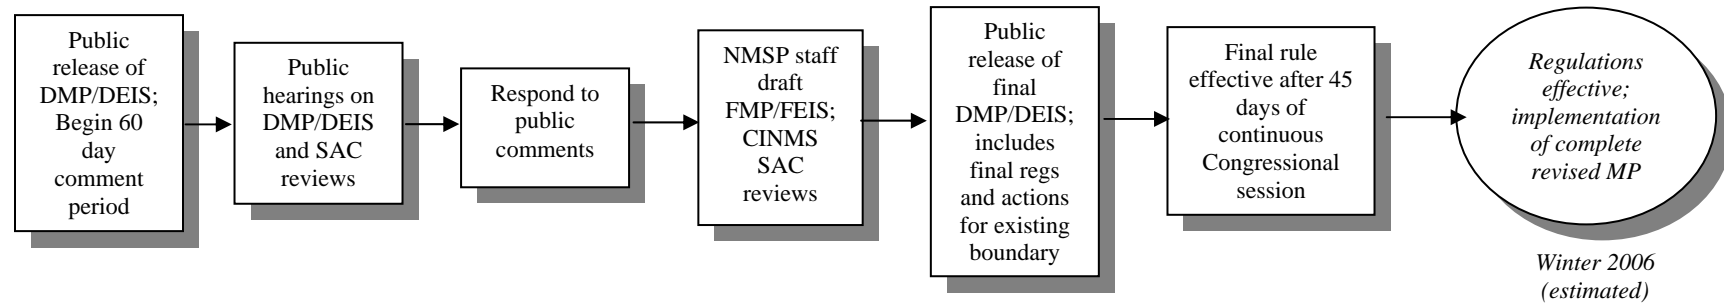 Public
release of
DMP/DEIS;
Begin 60
day
comment
period
Public
hearings on
DMP/DEIS
and SAC
reviews
Respond to
public
comments
NMSP staff
draft
FMP/FEIS;
CINMS
SAC
reviews
Public
release of
final
DMP/DEIS;
includes
final regs
and actions
for existing
boundary
Final rule
effective after 45
days of
continuous
Congressional
session
Regulations
effective;
implementation
of complete
revised MP
Winter 2006
(estimated)